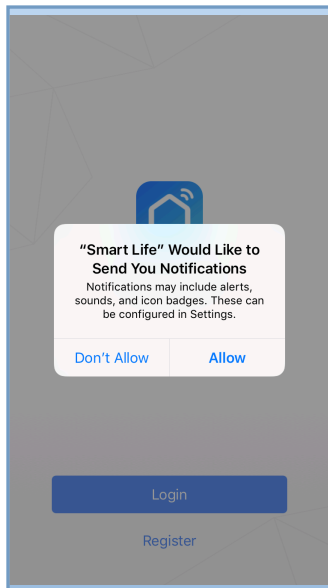 “Smart Life” Would Like to
Send You Notifications
Notifications may include alerts,
sounds, and icon badges. These can
be configured in Settings.
Don’t Allow
Allow
Login
Register